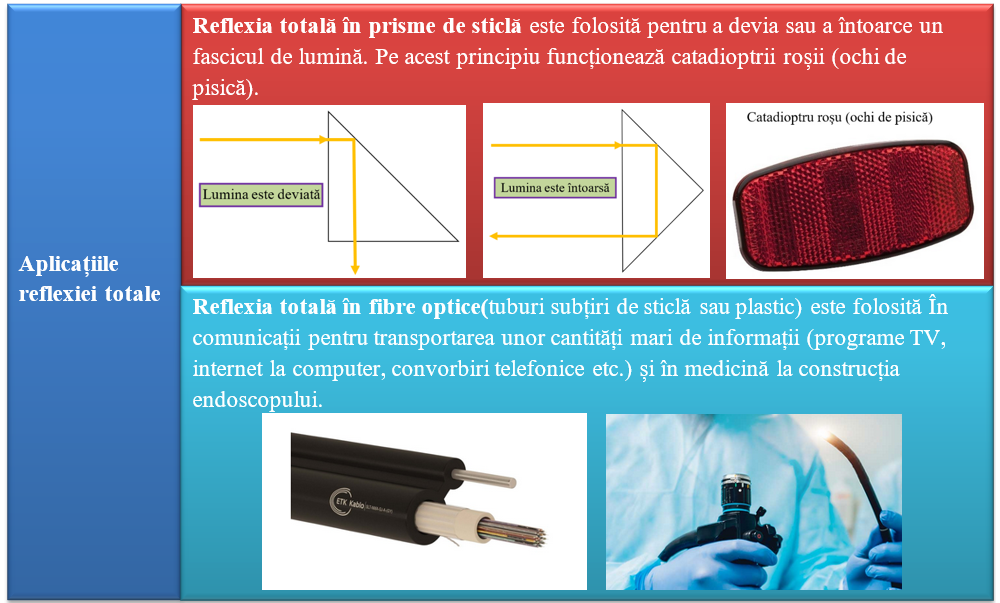 Reflexia totală în prisme de sticlă este folosită pentru a devia sau a întoarce un
fascicul de lumină. Pe acest principiu funcționează catadioptrii roșii (ochi de
pisică).
Lumina este deviată
Lumina este întoarsă
Catadioptru roșu (ochi de pisică)
Aplicațiile
reflexiei totale
Reflexia totală în fibre optice(tuburi subțiri de sticlă sau plastic) este folosită În
comunicații pentru transportarea unor cantități mari de informații (programe TV,
internet la computer, convorbiri telefonice etc.) și în medicină la construcția
endoscopului.
ETK Kablo